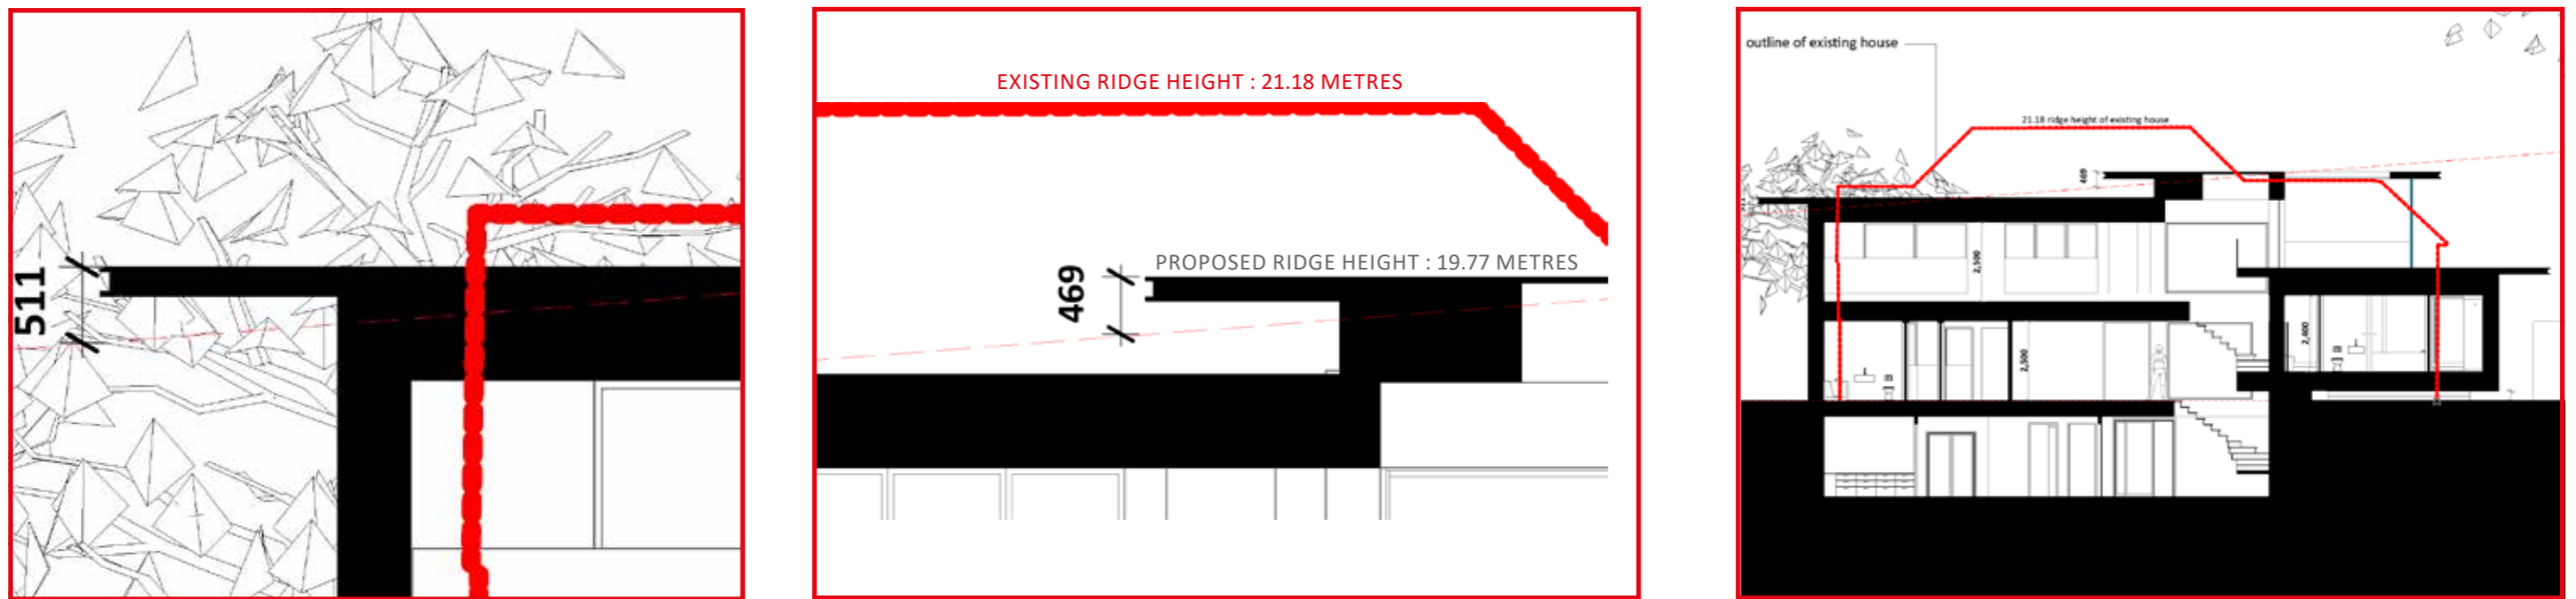 511
EXISTING RIDGE HEIGHT : 21.18 METRES
PROPOSED RIDGE HEIGHT : 19.77 METRES
469
outline of existing house
21.18 ridge height of existing house
469
2,500
2,500
2,400